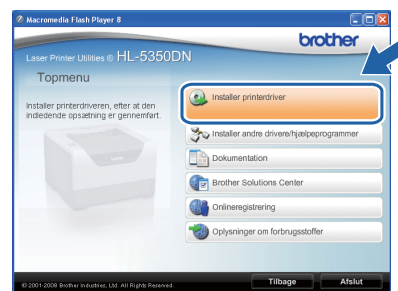 Macromedia Flash Player 8
brother
Laser Printer Utilities © HL-5350DN
Topmenu
Installer printerdriveren, efter at den
indledende opsætning er gennemført.
Installer printerdriver
Installer andre drivere/hjælpeprogrammer
Dokumentation
Brother Solutions Center
Onlineregistrering
Oplysninger om forbrugsstoffer
© 2001-2008 Brother Industries, Ltd. All Rights Reserved.
Tilbage
Afslut